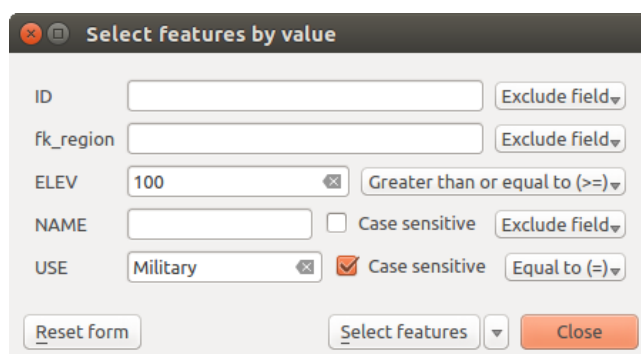 Select features by value
ID Exclude field
fk_region Exclude field
ELEV 100 Greater than or equal to (>=)
NAME Case sensitive Exclude field
USE Military Case sensitive Equal to (=)
Reset form Select features Close